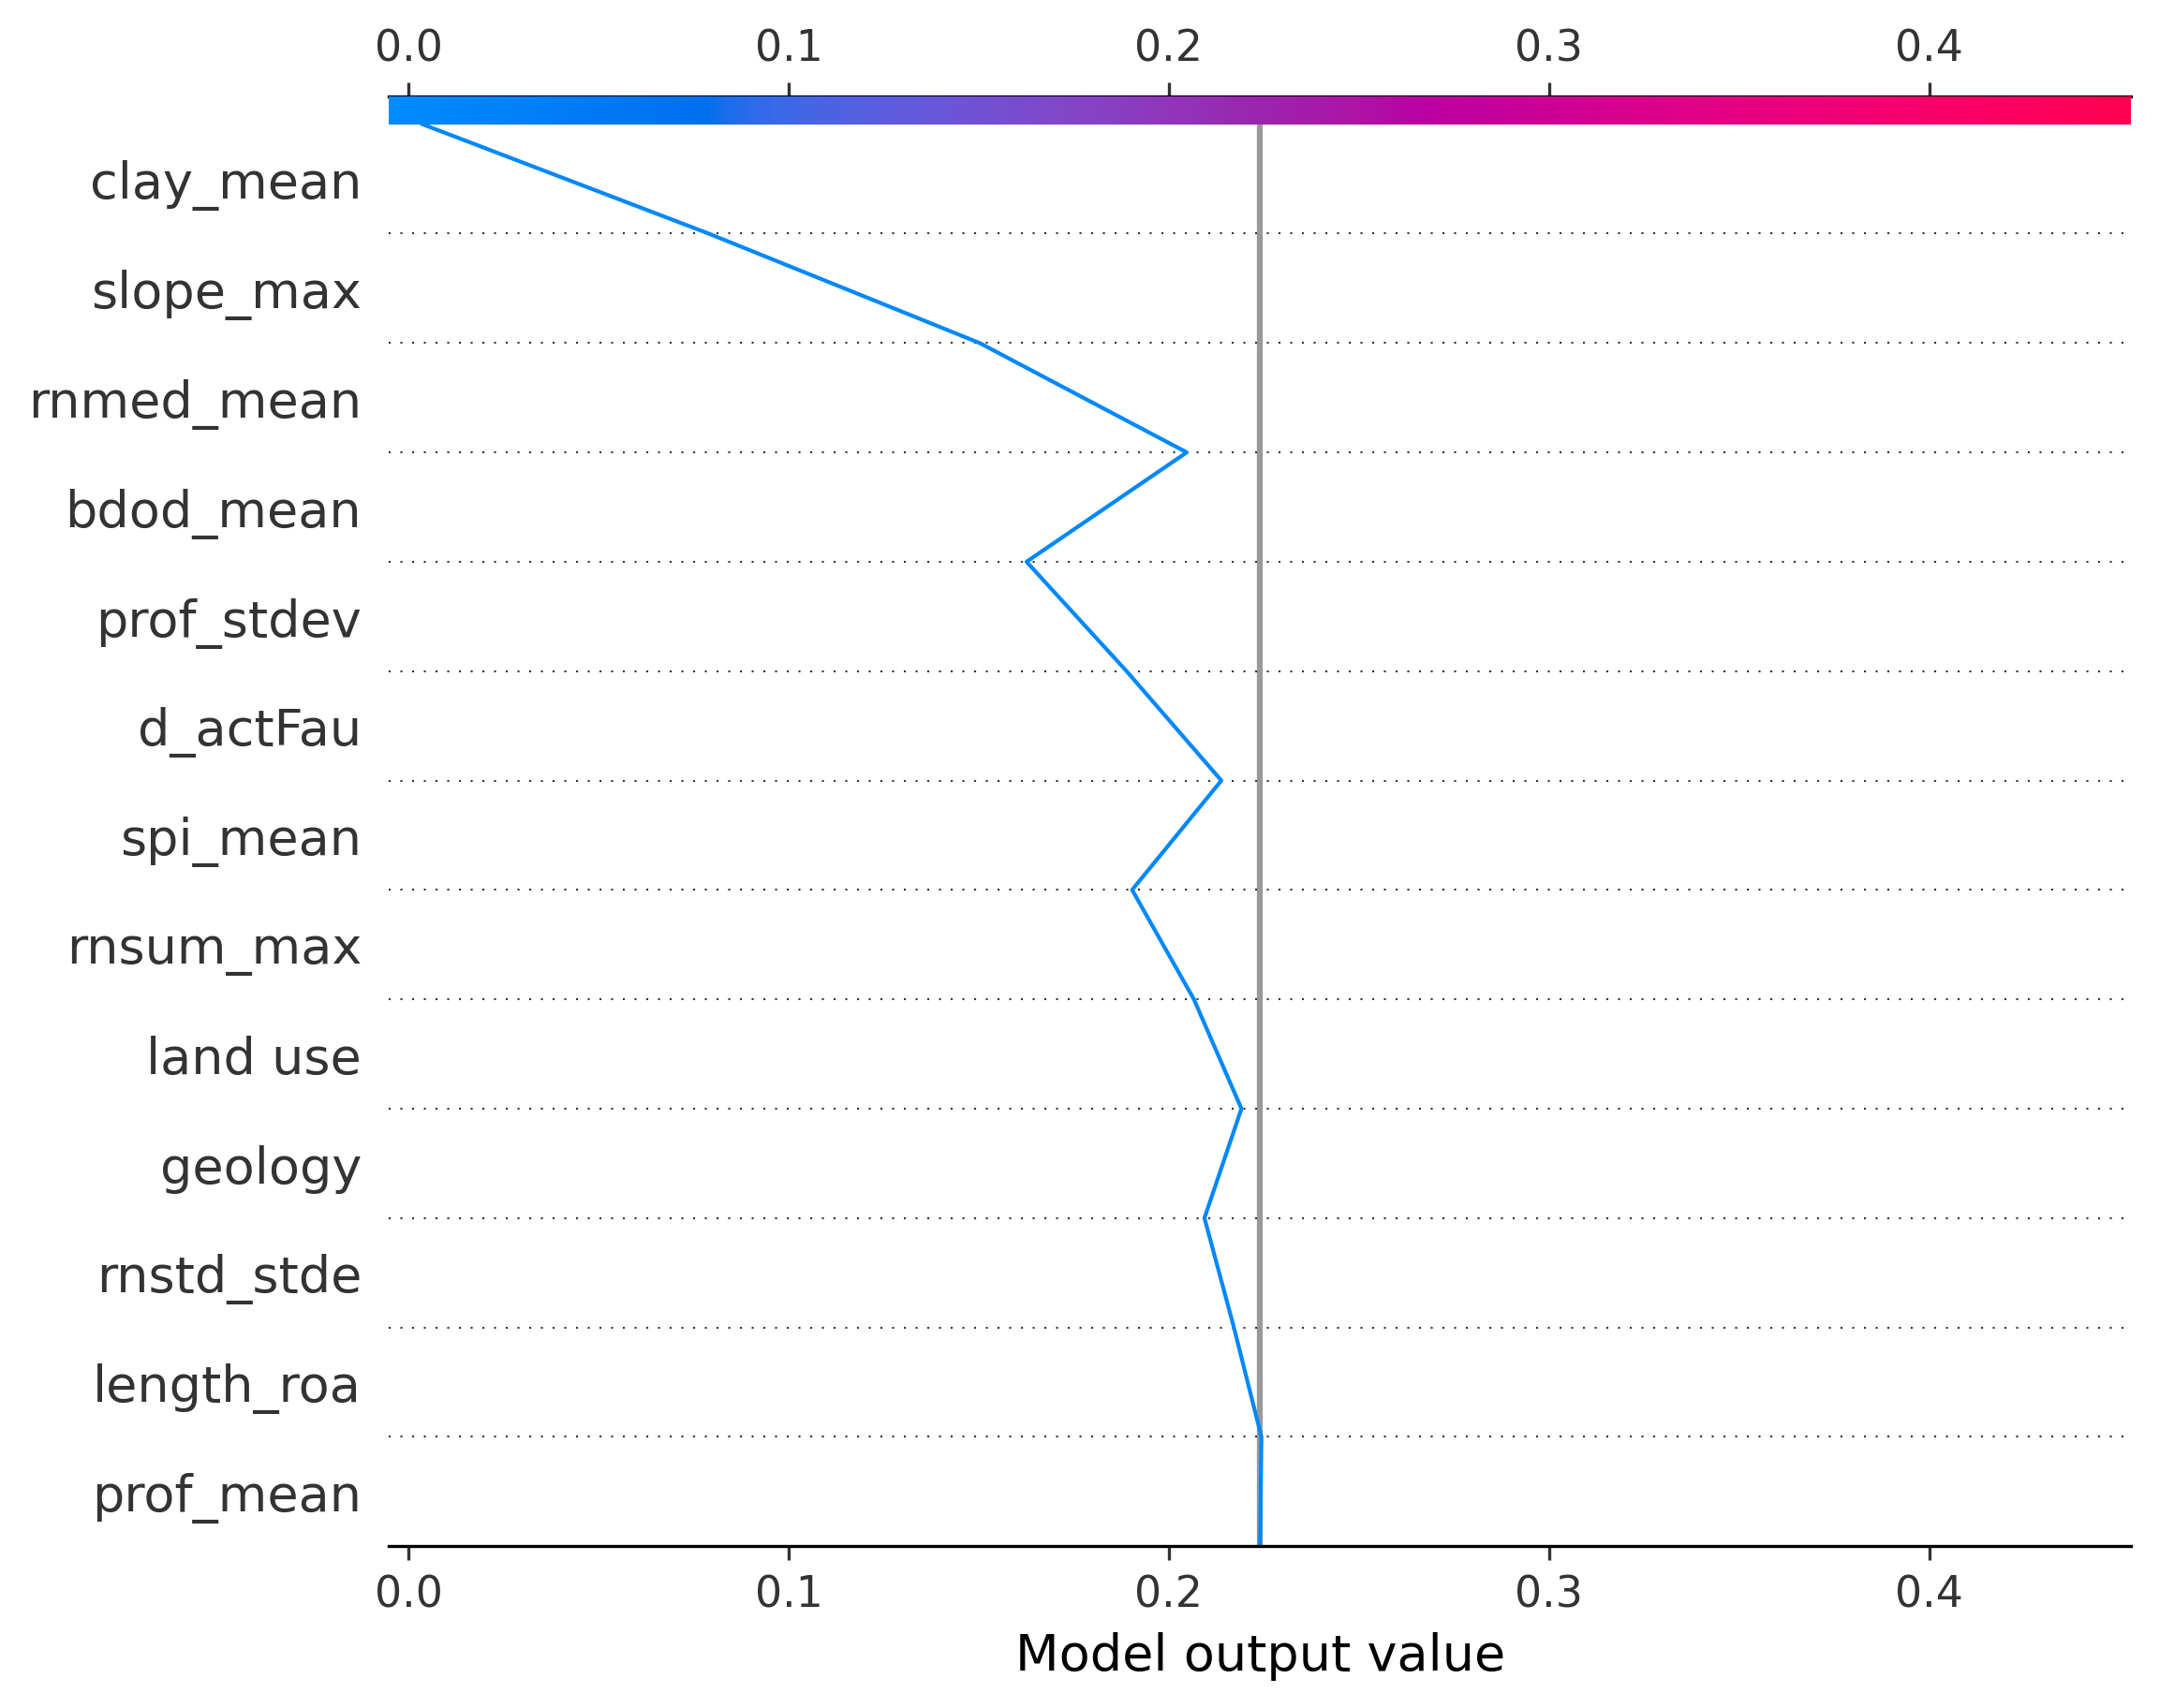 0.0 0.1 0.2 0.3 0.4
clay_mean
slope_max
rnmed_mean
bdod_mean
prof_stdev
d_actFau
spi_mean
rnsum_max
land use
geology
rnstd_stde
length_roa
prof_mean
0.0 0.1 0.2 0.3 0.4
Model output value